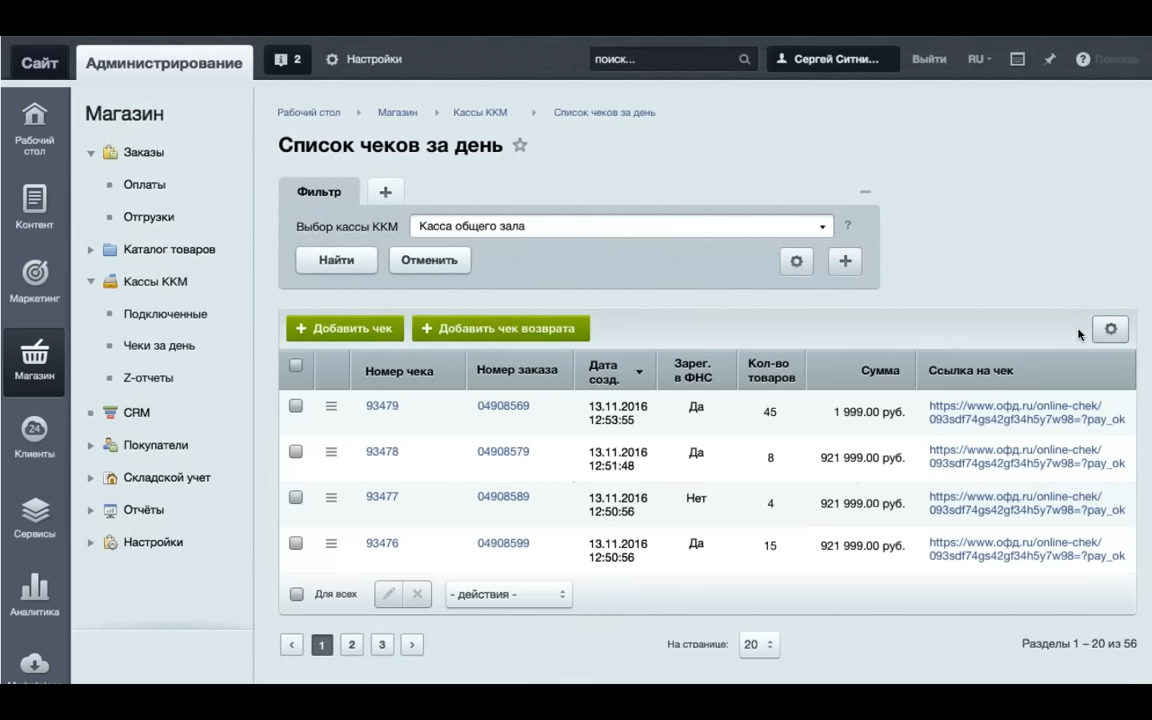 Сайт
Администрирование
2
Настройки
поиск...
Сергей Ситни...
Выйти
RU
?
Помощь
Рабочий
стол
Контент
Маркетинг
Магазин
24
Клиенты
Сервисы
Аналитика
Магазин
Заказы
Оплаты
Отгрузки
Каталог товаров
Кассы ККМ
Подключенные
Чеки за день
Z-отчеты
CRM
Покупатели
Складской учет
Отчёты
Настройки
Рабочий стол
Магазин
Кассы ККМ
Список чеков за день
Список чеков за день
Фильтр
+
Выбор кассы ККМ
Касса общего зала
?
Найти
Отменить
+
+ Добавить чек
+ Добавить чек возврата
Номер чека
Номер заказа
Дата
созд.
Зарег.
в ФНС
Кол-во
товаров
Сумма
Ссылка на чек
93479
04908569
13.11.2016
12:53:55
Да
45
1 999.00 руб.
https://www.офд.ru/online-chek/
093sdf74gs42gf34h5y7w98=?pay_ok
93478
04908579
13.11.2016
12:51:48
Да
8
921 999.00 руб.
https://www.офд.ru/online-chek/
093sdf74gs42gf34h5y7w98=?pay_ok
93477
04908589
13.11.2016
12:50:56
Нет
4
921 999.00 руб.
https://www.офд.ru/online-chek/
093sdf74gs42gf34h5y7w98=?pay_ok
93476
04908599
13.11.2016
12:50:56
Да
15
921 999.00 руб.
https://www.офд.ru/online-chek/
093sdf74gs42gf34h5y7w98=?pay_ok
Для всех
- действия -
1
2
3
На странице:
20
Разделы 1 – 20 из 56